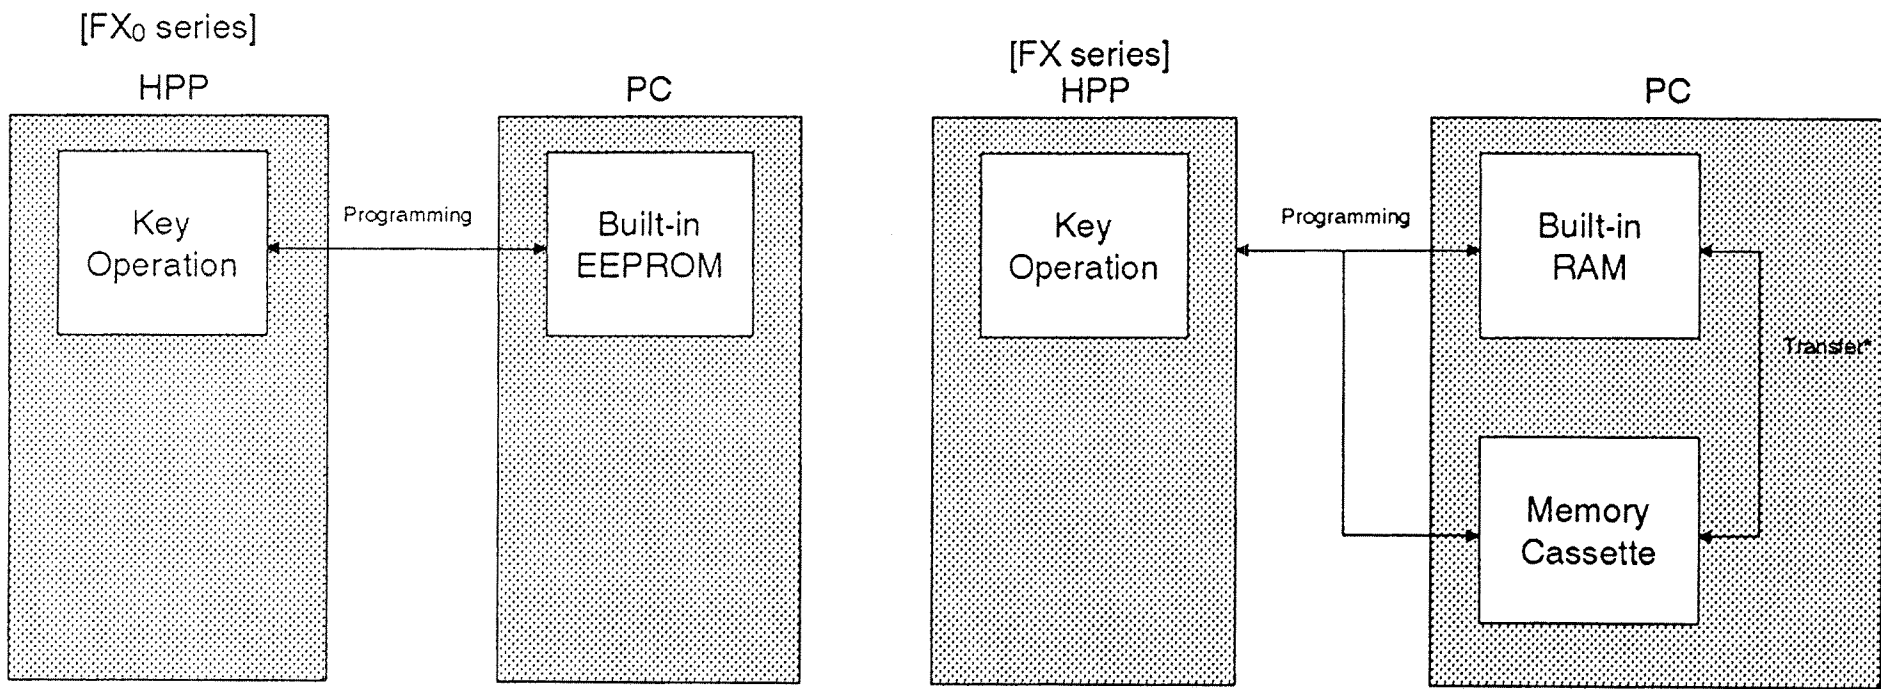 [FX₀ series]
HPP
PC
Key
Operation
Programming
Built-in
EEPROM
[FX series]
HPP
PC
Key
Operation
Programming
Built-in
RAM
Transfer*
Memory
Cassette